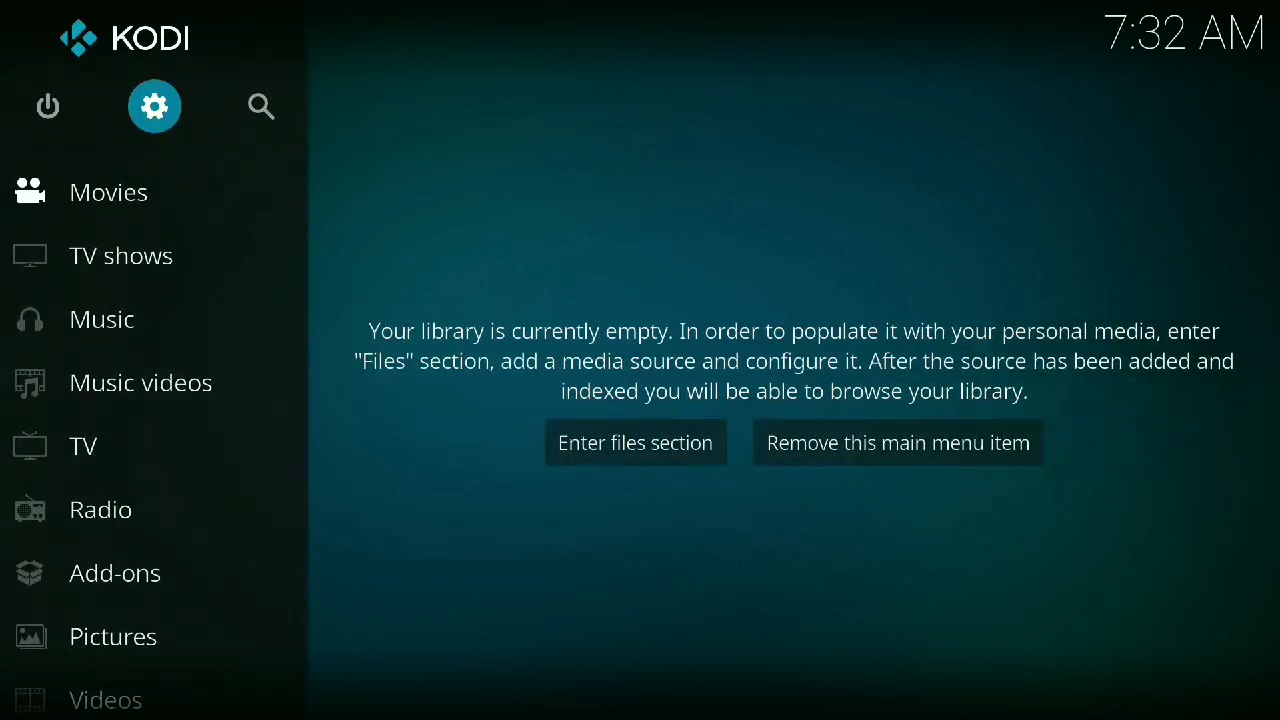 KODI
7:32 AM
Movies
TV shows
Music
Music videos
TV
Radio
Add-ons
Pictures
Videos
Your library is currently empty. In order to populate it with your personal media, enter
"Files" section, add a media source and configure it. After the source has been added and
indexed you will be able to browse your library.
Enter files section
Remove this main menu item